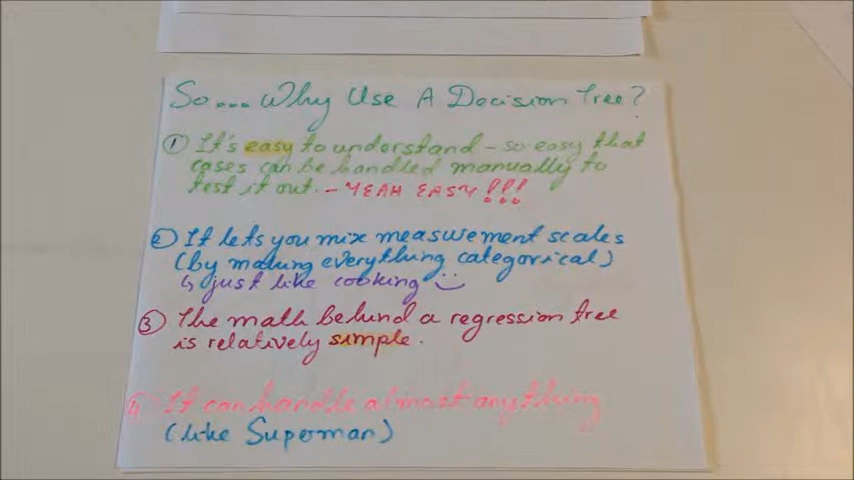 So... Why Use A Decision Tree?
① It's easy to understand - so easy that
cases can be handled manually to
test it out. - YEAH EASY!!!
② It lets you mix measurement scales
(by making everything categorical)
↳ just like cooking :)
③ The math behind a regression tree
is relatively simple.
④ It can handle almost anything
(like Superman)